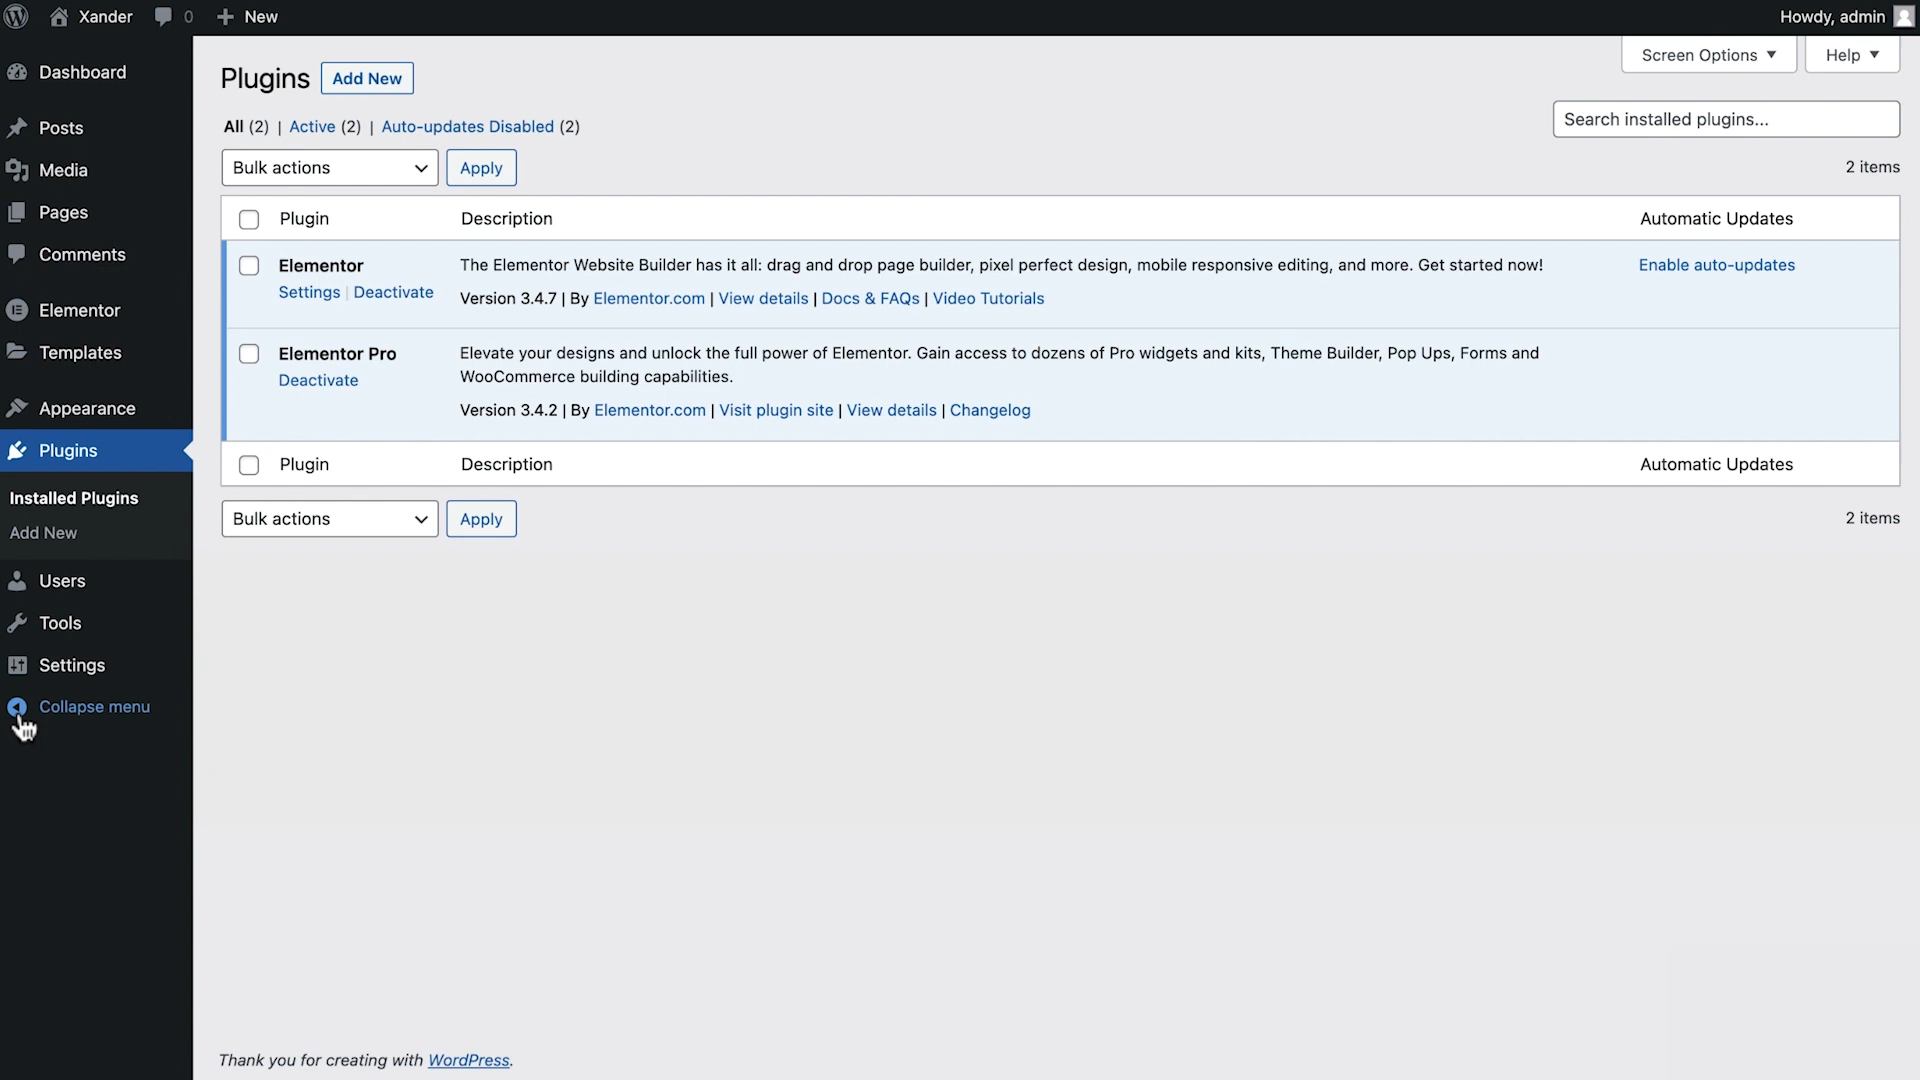 Xander 0 New Howdy, admin
Dashboard
Posts
Media
Pages
Comments
Elementor
Templates
Appearance
Plugins
Installed Plugins
Add New
Users
Tools
Settings
Collapse menu
Screen Options Help
Plugins Add New
All (2) | Active (2) | Auto-updates Disabled (2)
Search installed plugins...
Bulk actions Apply 2 items
Plugin Description Automatic Updates
Elementor The Elementor Website Builder has it all: drag and drop page builder, pixel perfect design, mobile responsive editing, and more. Get started now! Enable auto-updates
Settings | Deactivate Version 3.4.7 | By Elementor.com | View details | Docs & FAQs | Video Tutorials
Elementor Pro Elevate your designs and unlock the full power of Elementor. Gain access to dozens of Pro widgets and kits, Theme Builder, Pop Ups, Forms and
Deactivate WooCommerce building capabilities.
Version 3.4.2 | By Elementor.com | Visit plugin site | View details | Changelog
Plugin Description Automatic Updates
Bulk actions Apply 2 items
Thank you for creating with WordPress.